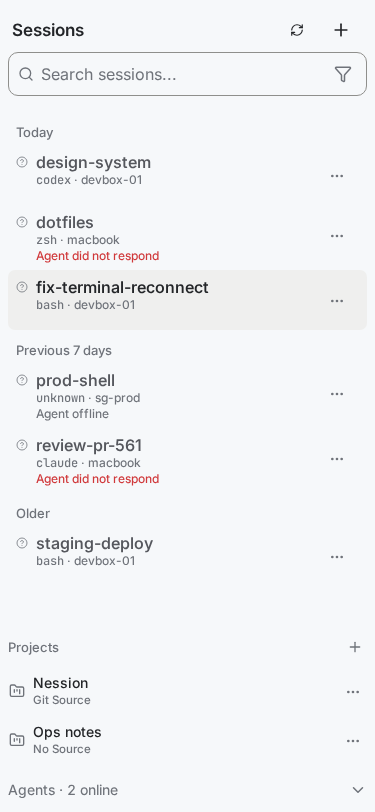 Sessions
Search sessions...
Today
design-system
codex · devbox-01
dotfiles
zsh · macbook
Agent did not respond
fix-terminal-reconnect
bash · devbox-01
Previous 7 days
prod-shell
unknown · sg-prod
Agent offline
review-pr-561
claude · macbook
Agent did not respond
Older
staging-deploy
bash · devbox-01
Projects
Nession
Git Source
Ops notes
No Source
Agents · 2 online